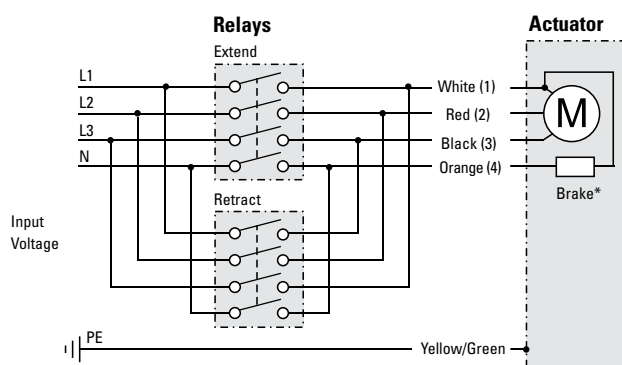 Relays
Actuator
Extend
L1
White (1)
L2
Red (2)
M
L3
Black (3)
N
Orange (4)
Brake*
Retract
Input
Voltage
PE
Yellow/Green